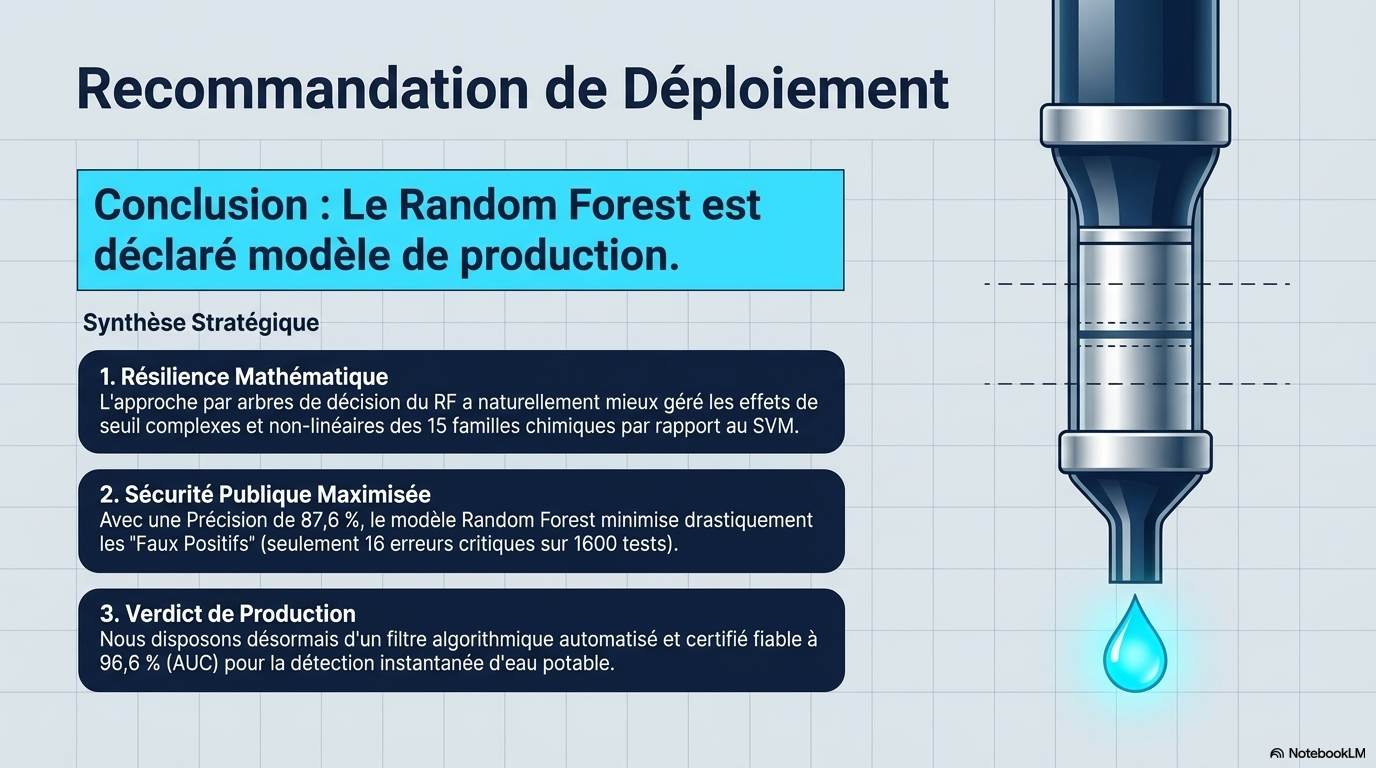 Recommandation de Déploiement
Conclusion : Le Random Forest est
déclaré modèle de production.
Synthèse Stratégique
1. Résilience Mathématique
L'approche par arbres de décision du RF a naturellement mieux géré les effets de
seuil complexes et non-linéaires des 15 familles chimiques par rapport au SVM.
2. Sécurité Publique Maximisée
Avec une Précision de 87,6 %, le modèle Random Forest minimise drastiquement
les "Faux Positifs" (seulement 16 erreurs critiques sur 1600 tests).
3. Verdict de Production
Nous disposons désormais d'un filtre algorithmique automatisé et certifié fiable à
96,6 % (AUC) pour la détection instantanée d'eau potable.
NotebookLM